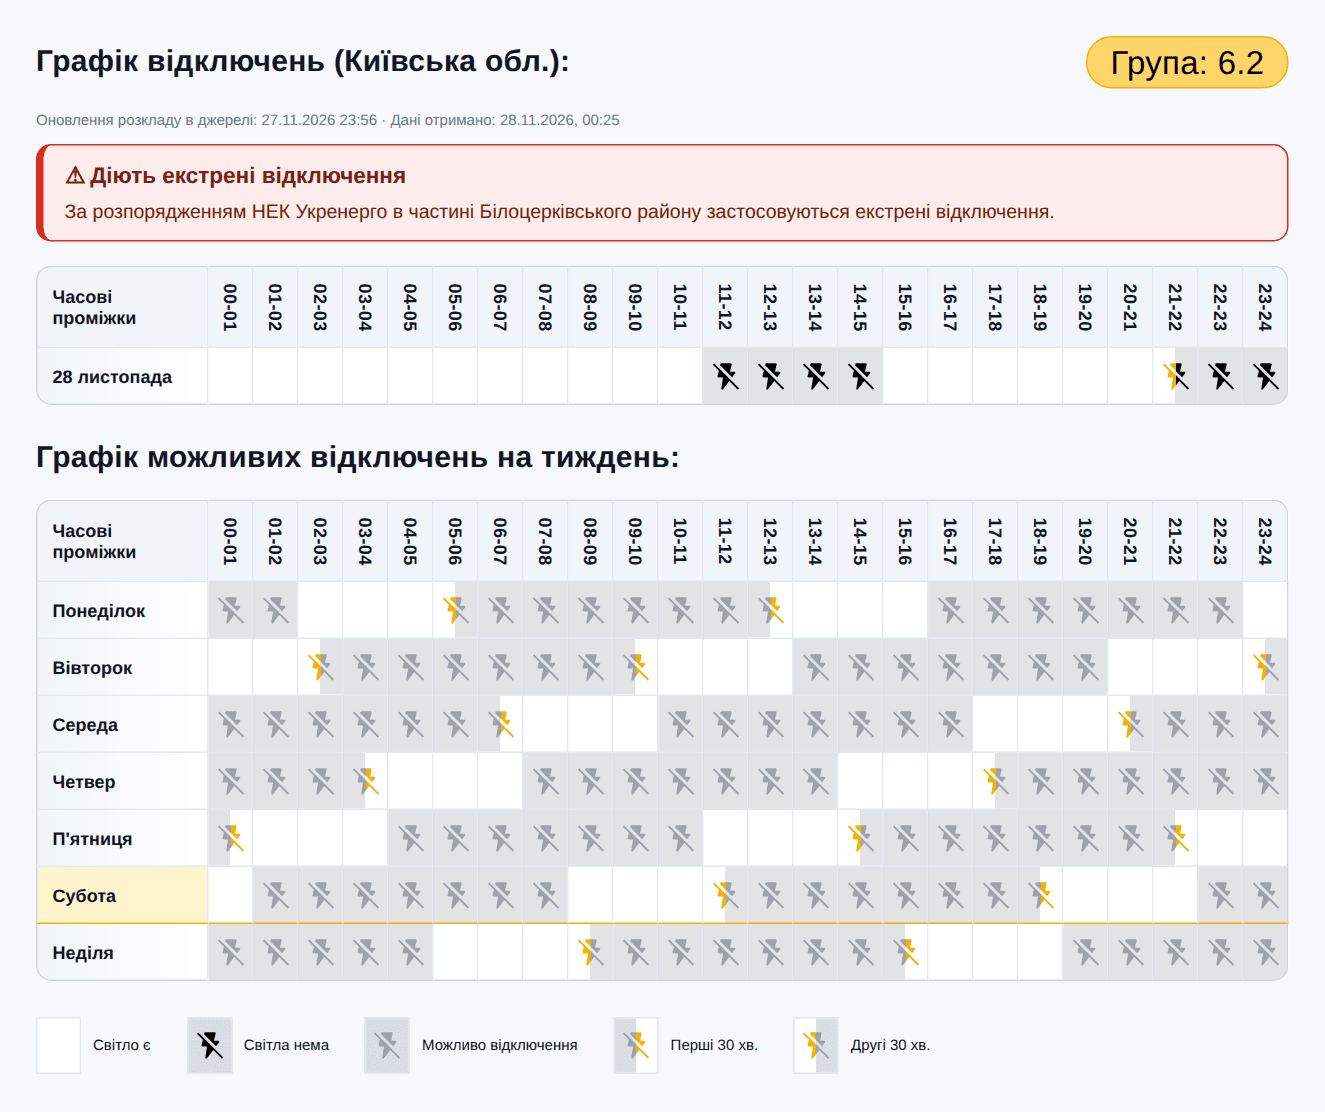 Графік відключень (Київська обл.):
Група: 6.2
Оновлення розкладу в джерелі: 27.11.2026 23:56 · Дані отримано: 28.11.2026, 00:25
⚠ Діють екстрені відключення
За розпорядженням НЕК Укренерго в частині Білоцерківського району застосовуються екстрені відключення.
Часові
проміжки
00-01 01-02 02-03 03-04 04-05 05-06 06-07 07-08 08-09 09-10 10-11 11-12 12-13 13-14 14-15 15-16 16-17 17-18 18-19 19-20 20-21 21-22 22-23 23-24
28 листопада
Графік можливих відключень на тиждень:
Часові
проміжки
00-01 01-02 02-03 03-04 04-05 05-06 06-07 07-08 08-09 09-10 10-11 11-12 12-13 13-14 14-15 15-16 16-17 17-18 18-19 19-20 20-21 21-22 22-23 23-24
Понеділок
Вівторок
Середа
Четвер
П'ятниця
Субота
Неділя
Світло є
Світла нема
Можливо відключення
Перші 30 хв.
Другі 30 хв.